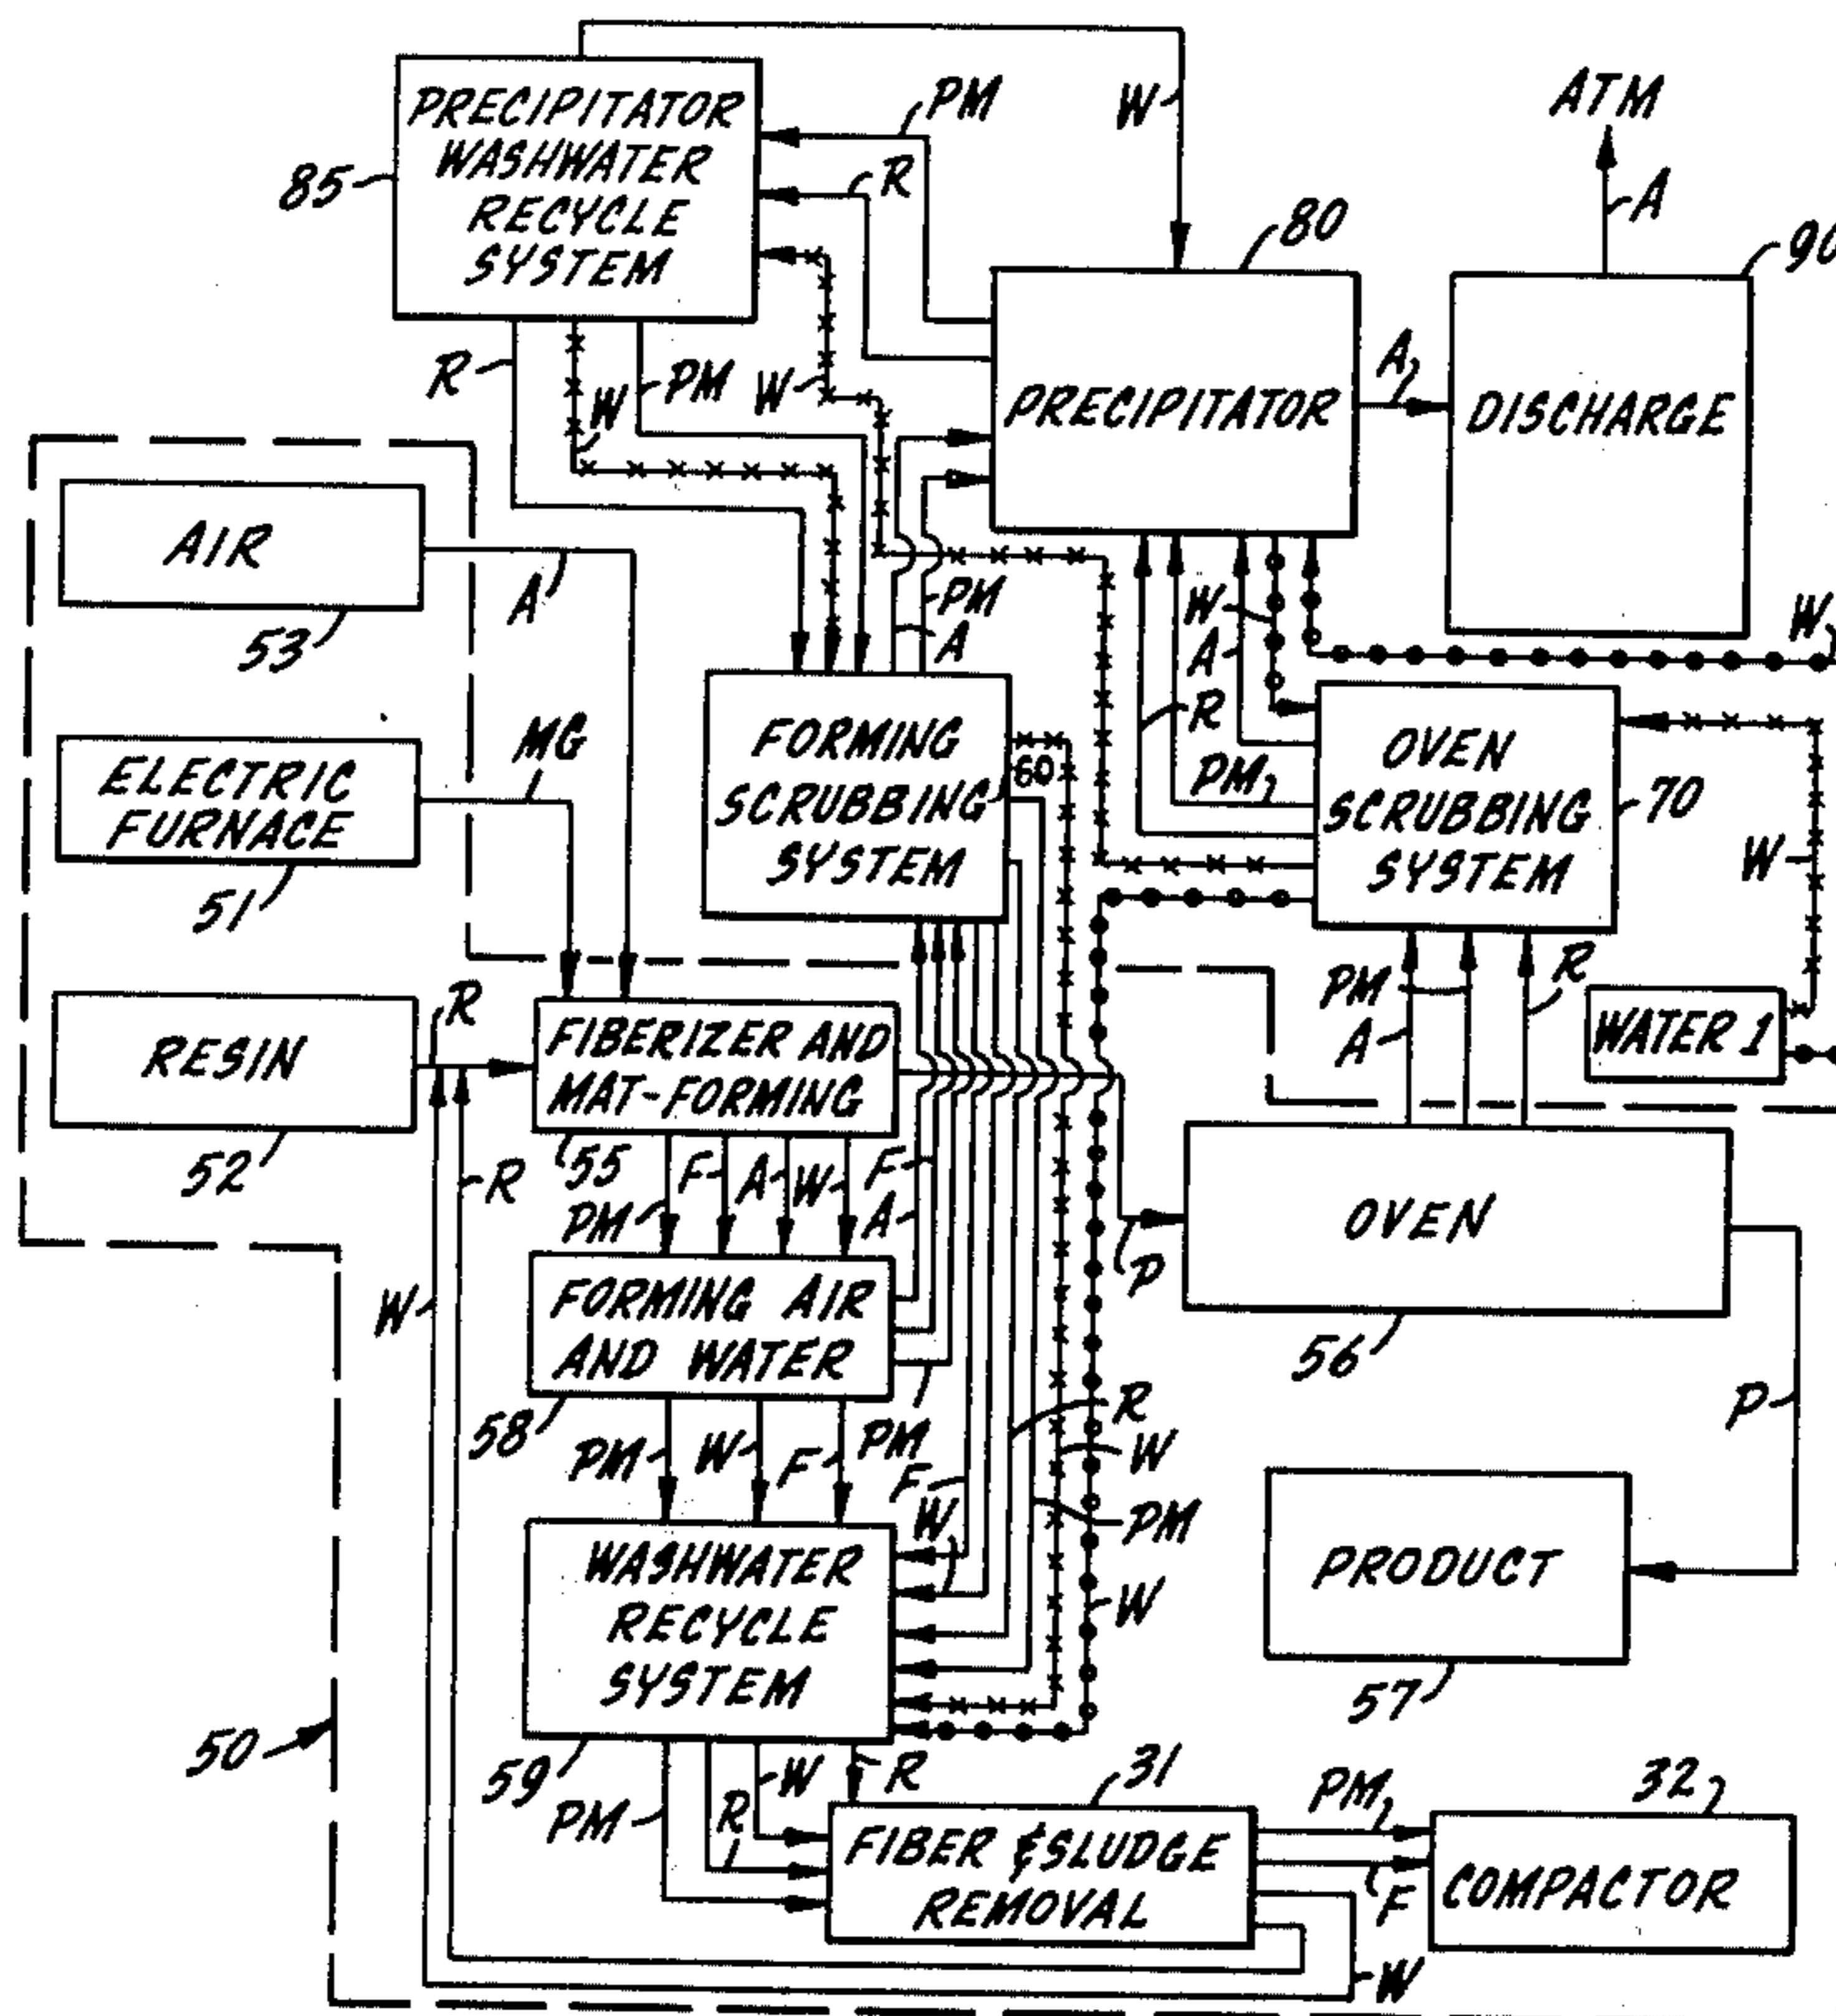 PRECIPITATOR
WASHWATER
RECYCLE
SYSTEM
85
PM
R
W
W
ATM
A
80
90
PRECIPITATOR
A
DISCHARGE
R
W
PM
AIR
A
53
PM
A
W
A
R
PM
W
ELECTRIC
FURNACE
MG
51
FORMING
SCRUBBING
SYSTEM
60
OVEN
SCRUBBING
SYSTEM
70
W
RESIN
R
52
R
FIBERIZER AND
MAT-FORMING
55
PM
A
R
WATER 1
PM
F
A
W
F
A
P
OVEN
56
P
FORMING AIR
AND WATER
58
W
PM
W
F
PM
F
W
R
W
PM
W
WASHWATER
RECYCLE
SYSTEM
59
PRODUCT
57
50
PM
R
W
R
31
FIBER & SLUDGE
REMOVAL
PM
F
W
32
COMPACTOR